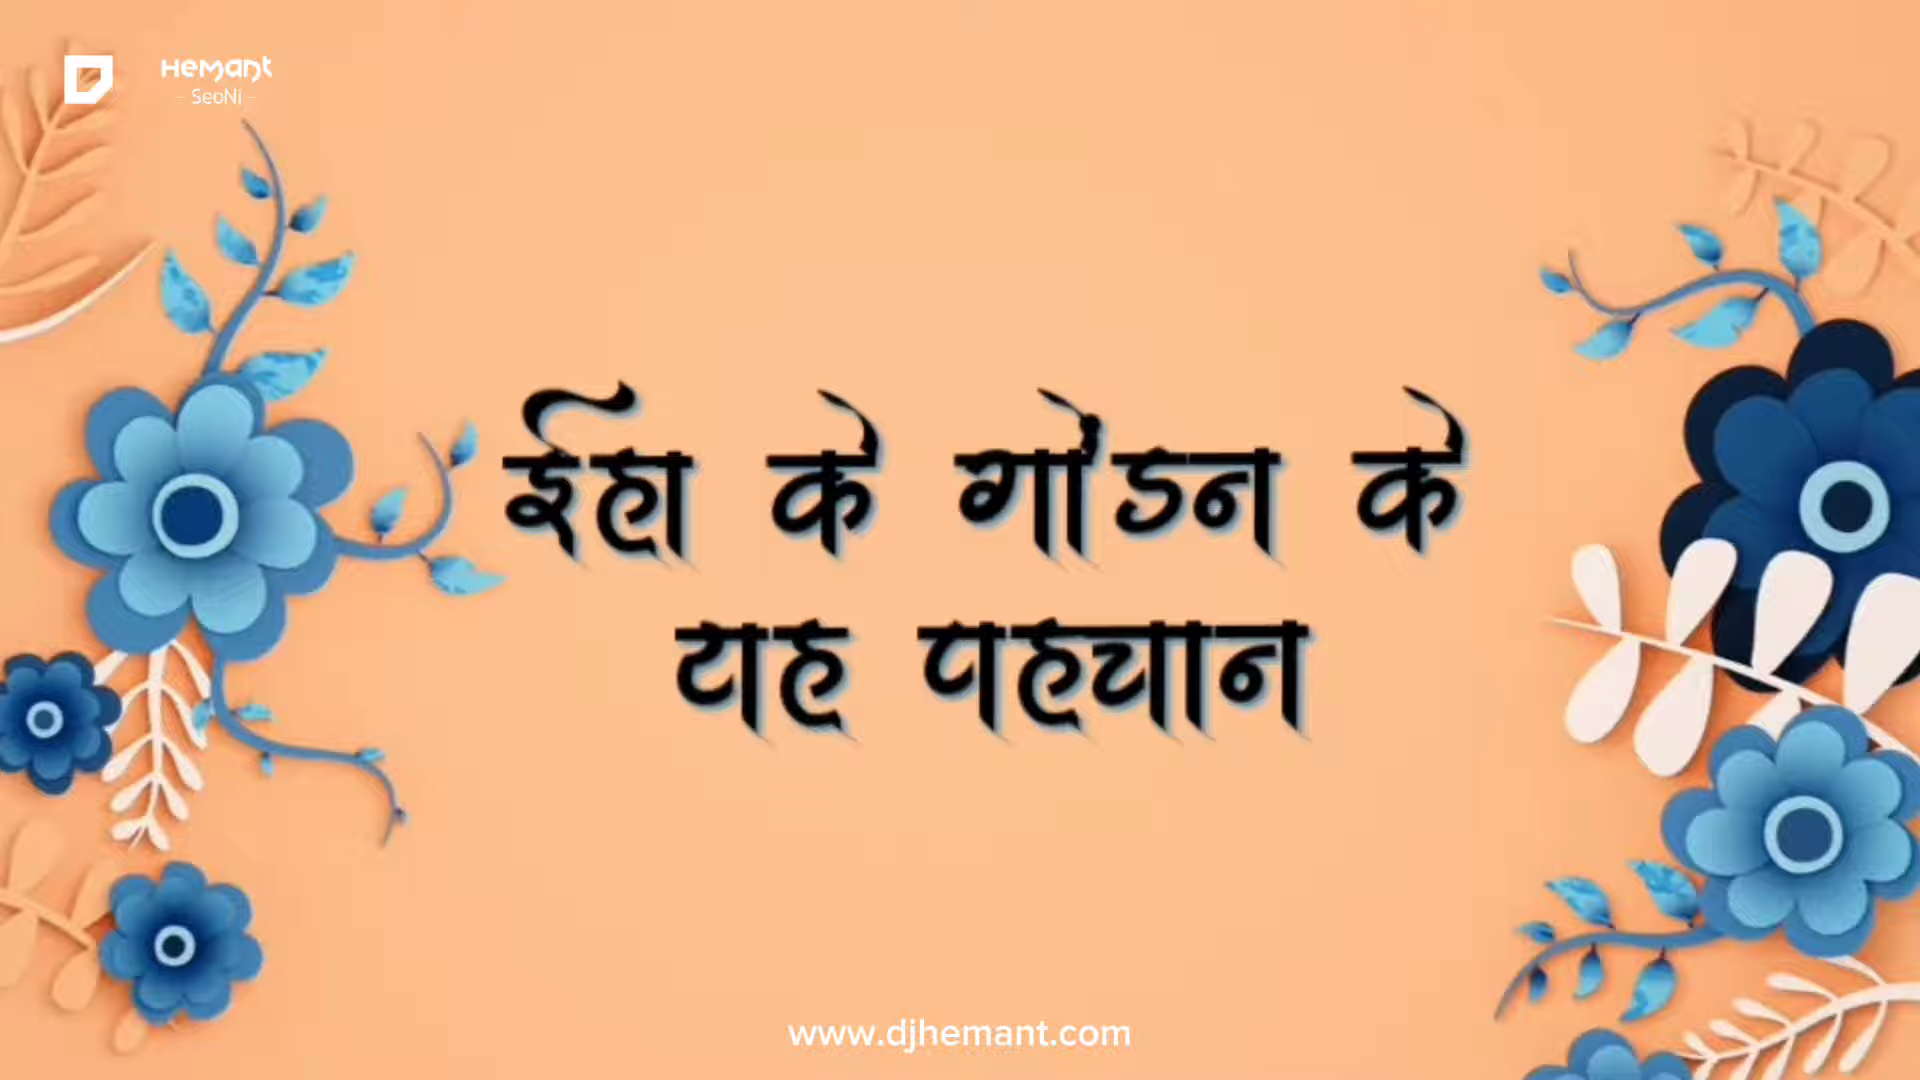 Hemant
- SeoNi -
ईहा के गोंडन के
यह पहचान
www.djhemant.com